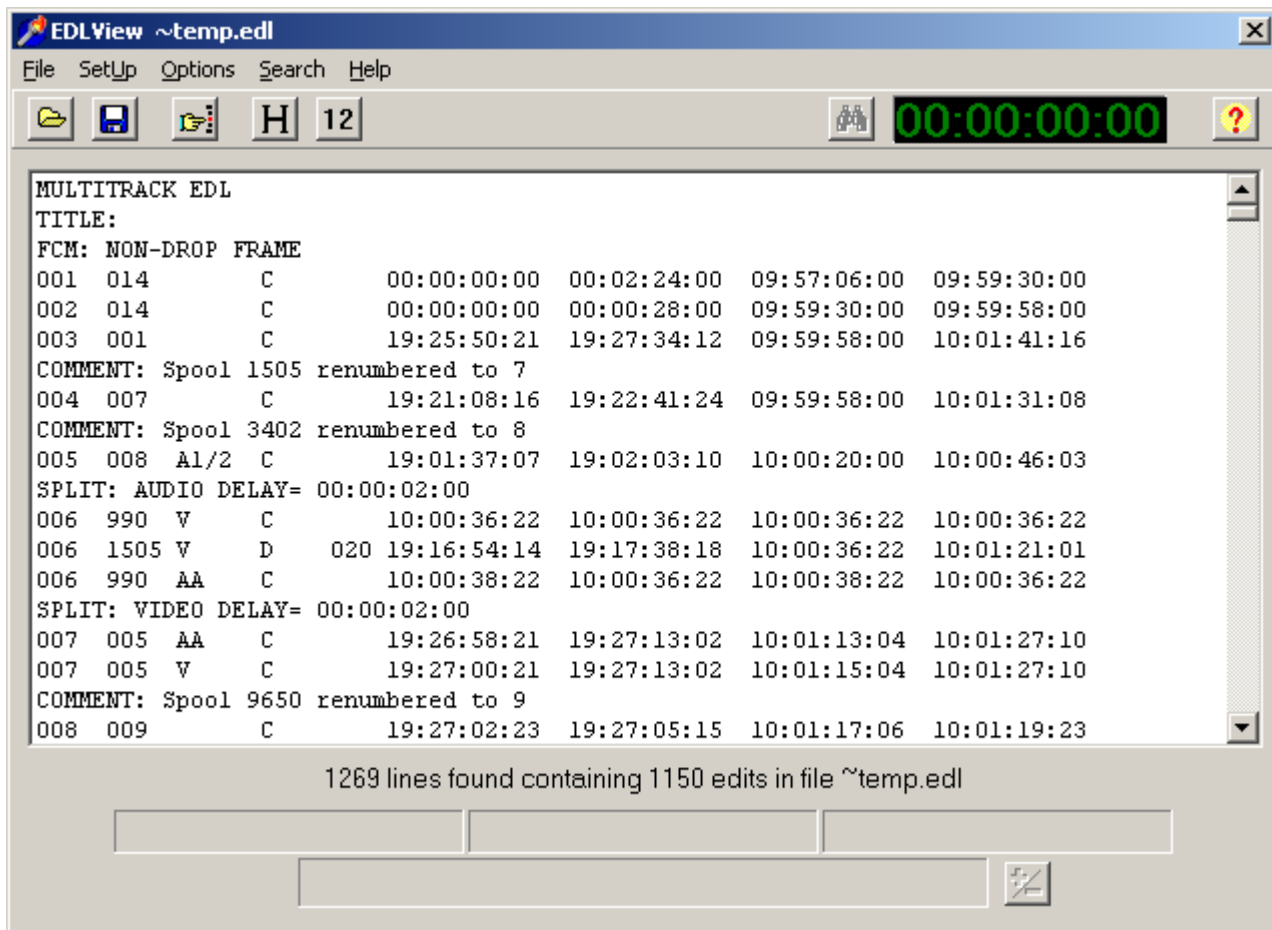 EDLView ~temp.edl
File SetUp Options Search Help
H 12 00:00:00:00 ?
MULTITRACK EDL
TITLE:
FCM: NON-DROP FRAME
001 014 C 00:00:00:00 00:02:24:00 09:57:06:00 09:59:30:00
002 014 C 00:00:00:00 00:00:28:00 09:59:30:00 09:59:58:00
003 001 C 19:25:50:21 19:27:34:12 09:59:58:00 10:01:41:16
COMMENT: Spool 1505 renumbered to 7
004 007 C 19:21:08:16 19:22:41:24 09:59:58:00 10:01:31:08
COMMENT: Spool 3402 renumbered to 8
005 008 A1/2 C 19:01:37:07 19:02:03:10 10:00:20:00 10:00:46:03
SPLIT: AUDIO DELAY= 00:00:02:00
006 990 V C 10:00:36:22 10:00:36:22 10:00:36:22 10:00:36:22
006 1505 V D 020 19:16:54:14 19:17:38:18 10:00:36:22 10:01:21:01
006 990 AA C 10:00:38:22 10:00:36:22 10:00:38:22 10:00:36:22
SPLIT: VIDEO DELAY= 00:00:02:00
007 005 AA C 19:26:58:21 19:27:13:02 10:01:13:04 10:01:27:10
007 005 V C 19:27:00:21 19:27:13:02 10:01:15:04 10:01:27:10
COMMENT: Spool 9650 renumbered to 9
008 009 C 19:27:02:23 19:27:05:15 10:01:17:06 10:01:19:23
1269 lines found containing 1150 edits in file ~temp.edl